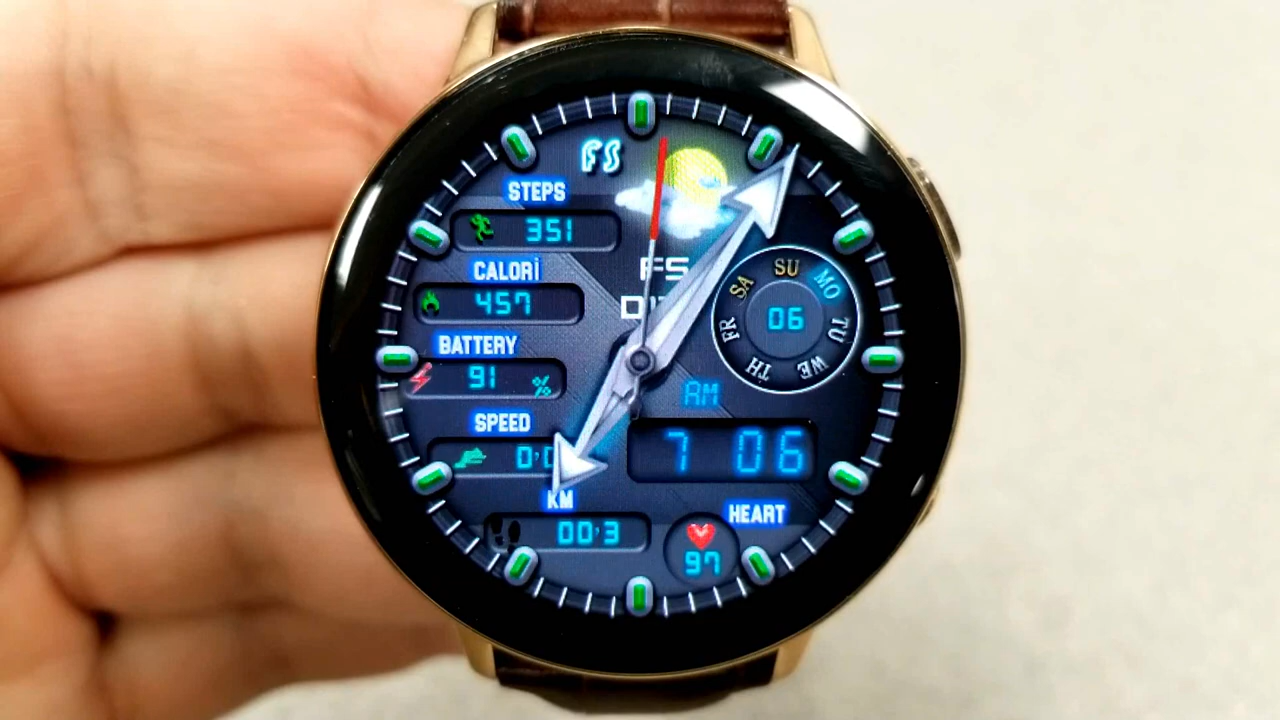 FS
STEPS
351
CALORİ
457
BATTERY
91 %
SPEED
KM
00,3
FS
SU
MO
TU
WE
TH
FR
SA
06
AM
7 06
HEART
97